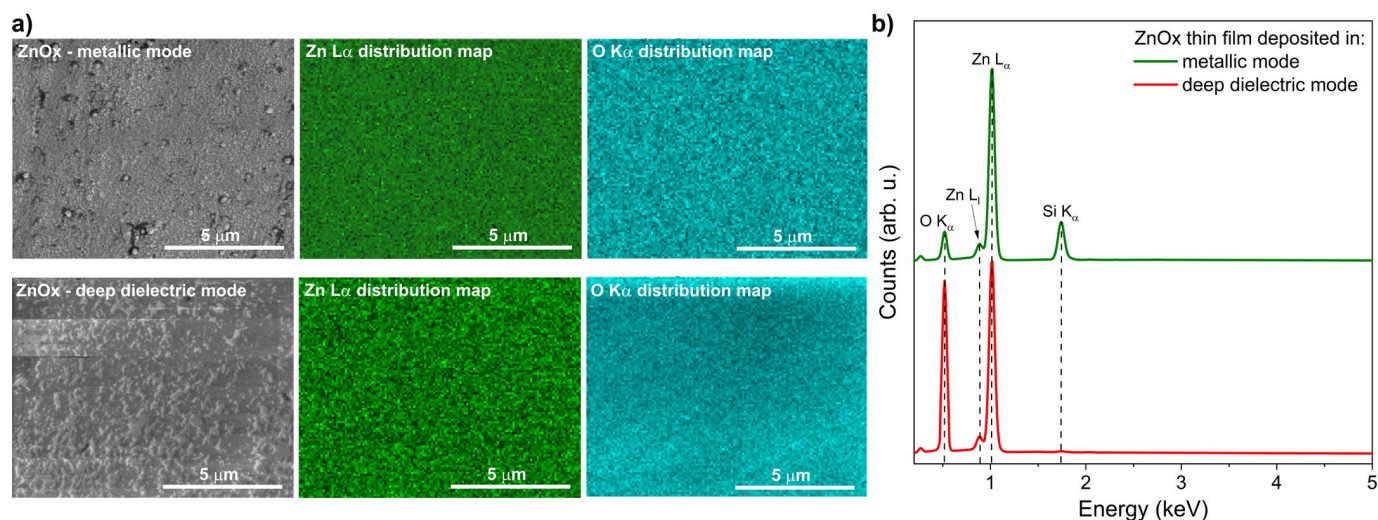 a)
ZnOx - metallic mode
5 μm
Zn Lα distribution map
5 μm
O Kα distribution map
5 μm
ZnOx - deep dielectric mode
5 μm
Zn Lα distribution map
5 μm
O Kα distribution map
5 μm
b)
ZnOx thin film deposited in:
metallic mode
deep dielectric mode
Zn Lα
Zn Ll
O Kα
Si Kα
Counts (arb. u.)
1 2 3 4 5
Energy (keV)